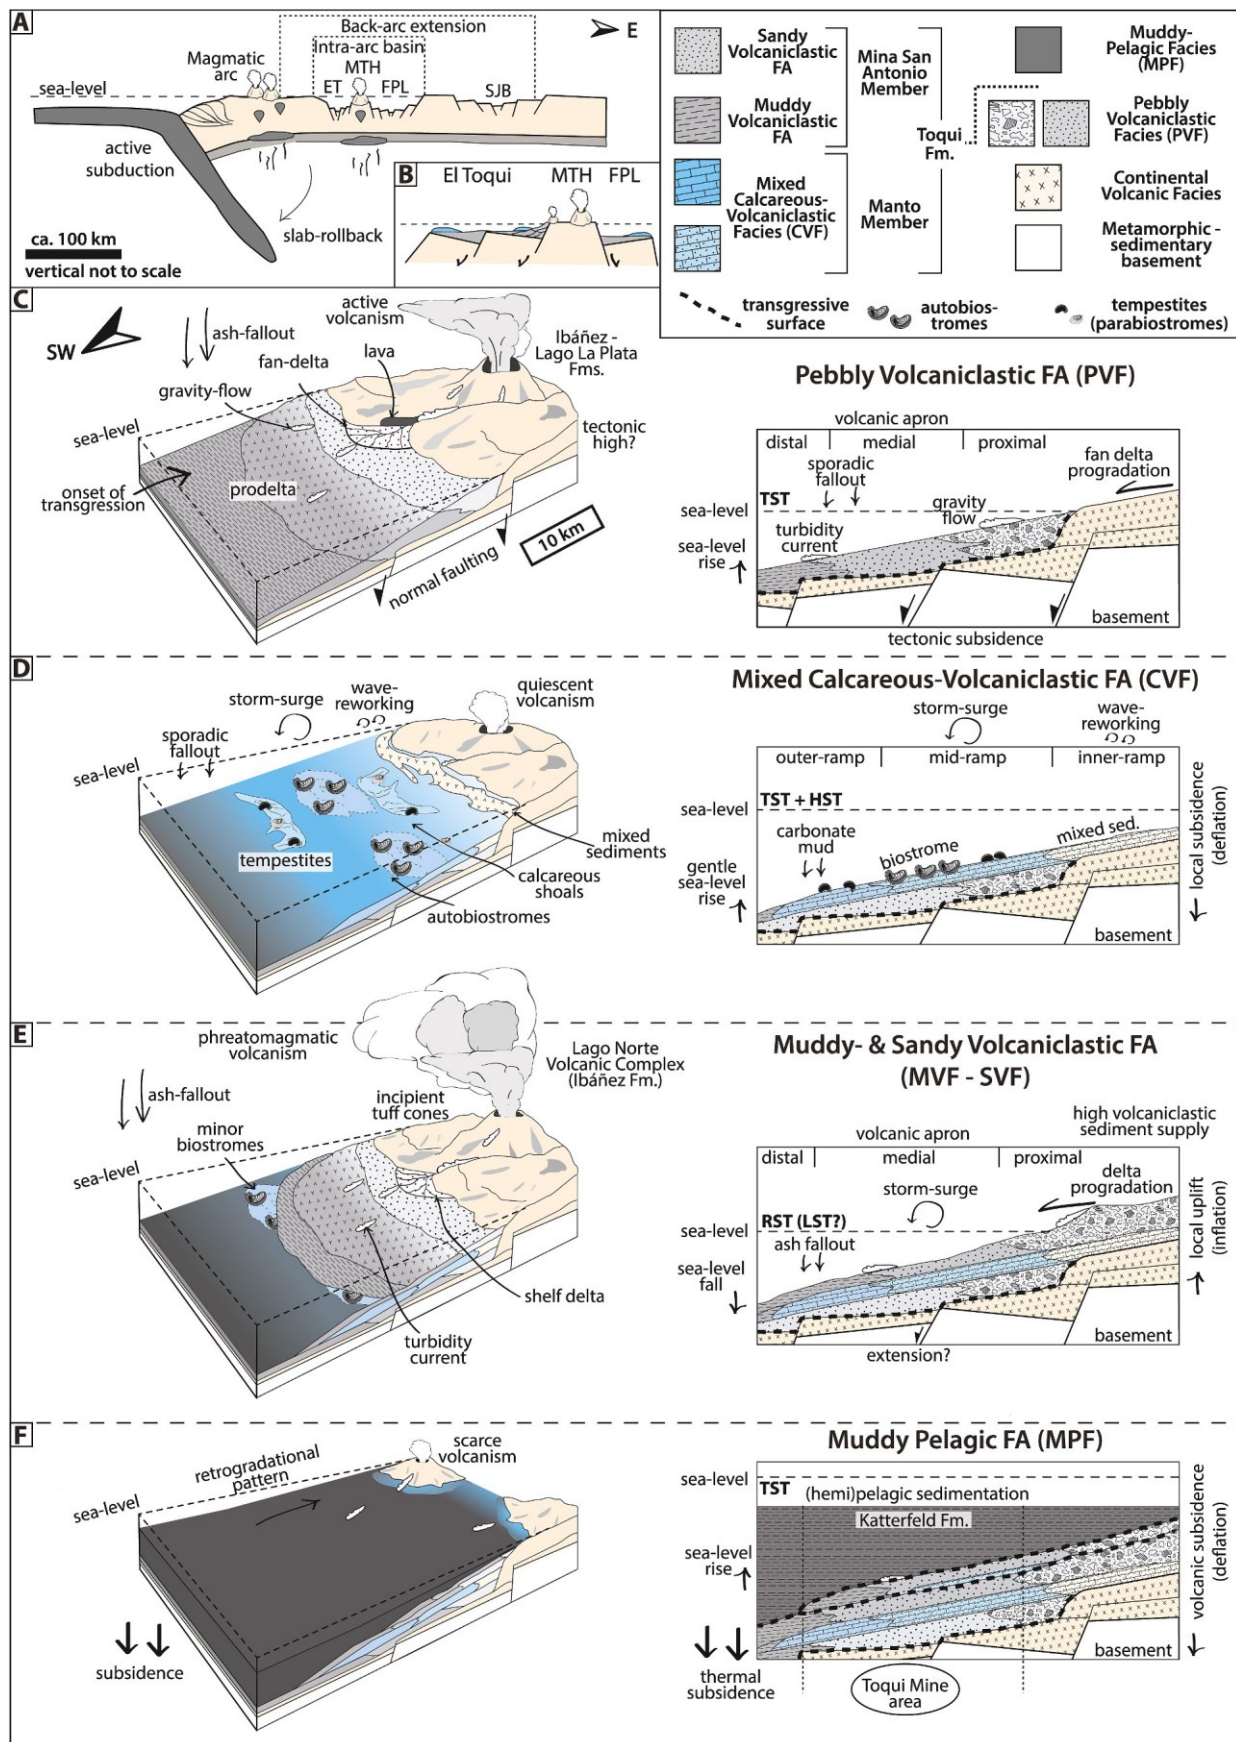 A
Back-arc extension
E
Intra-arc basin
Magmatic
arc
MTH
ET
FPL
SJB
sea-level
active
subduction
slab-rollback
ca. 100 km
vertical not to scale
B
El Toqui
MTH
FPL
Sandy
Volcaniclastic
FA
Muddy
Volcaniclastic
FA
Mixed
Calcareous-
Volcaniclastic
Facies (CVF)
Mina San
Antonio
Member
Manto
Member
Toqui
Fm.
Muddy-
Pelagic Facies
(MPF)
Pebbly
Volcaniclastic
Facies (PVF)
Continental
Volcanic Facies
Metamorphic -
sedimentary
basement
transgressive
surface
autobios-
tromes
tempestites
(parabiostromes)
C
SW
ash-fallout
active
volcanism
Ibáñez -
Lago La Plata
Fms.
lava
fan-delta
gravity-flow
sea-level
tectonic
high?
onset of
transgression
prodelta
normal faulting
10 km
Pebbly Volcaniclastic FA (PVF)
volcanic apron
distal
medial
proximal
fan delta
progradation
sporadic
fallout
TST
sea-level
gravity
flow
turbidity
current
sea-level
rise
basement
tectonic subsidence
D
storm-surge
wave-
reworking
quiescent
volcanism
sporadic
fallout
sea-level
tempestites
mixed
sediments
calcareous
shoals
autobiostromes
Mixed Calcareous-Volcaniclastic FA (CVF)
storm-surge
wave-
reworking
outer-ramp
mid-ramp
inner-ramp
TST + HST
sea-level
carbonate
mud
biostrome
mixed sed.
gentle
sea-level
rise
local subsidence
(deflation)
basement
E
phreatomagmatic
volcanism
Lago Norte
Volcanic Complex
(Ibáñez Fm.)
ash-fallout
incipient
tuff cones
minor
biostromes
sea-level
shelf delta
turbidity
current
Muddy- & Sandy Volcaniclastic FA
(MVF - SVF)
high volcaniclastic
sediment supply
volcanic apron
distal
medial
proximal
delta
progradation
storm-surge
RST (LST?)
sea-level
ash fallout
sea-level
fall
local uplift
(inflation)
basement
extension?
F
retrogradational
pattern
scarce
volcanism
sea-level
subsidence
Muddy Pelagic FA (MPF)
sea-level
TST
(hemi)pelagic sedimentation
Katterfeld Fm.
sea-level
rise
volcanic subsidence
(deflation)
basement
thermal
subsidence
Toqui Mine
area